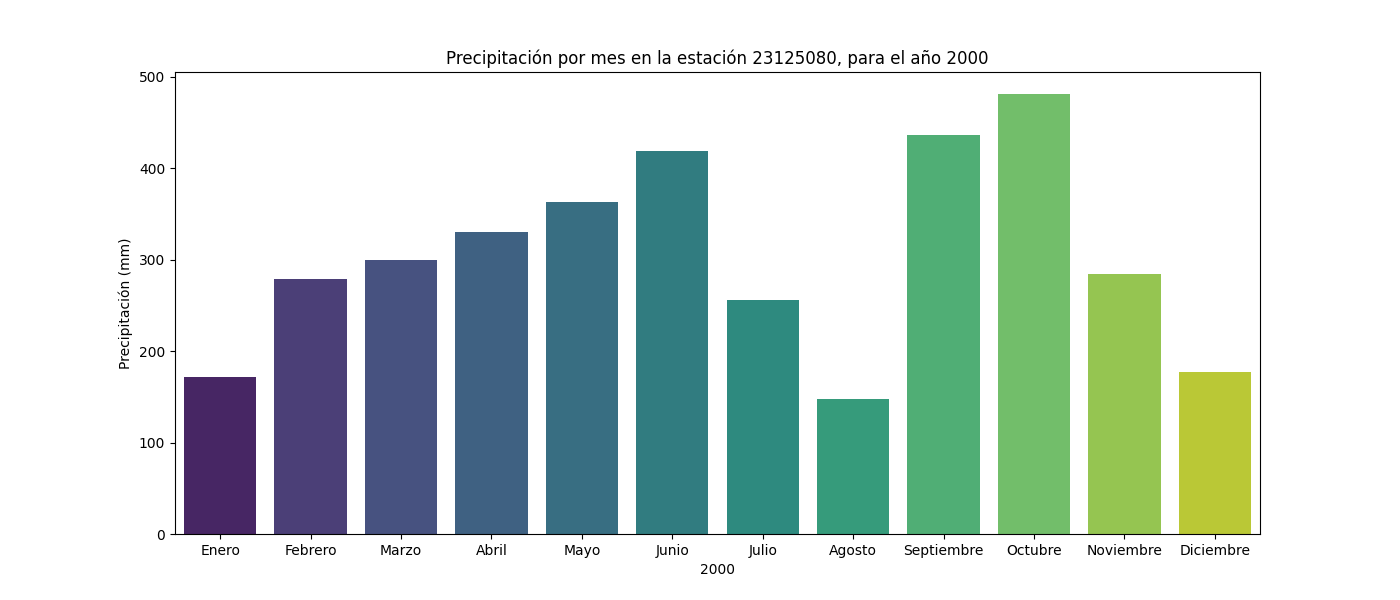 Precipitación por mes en la estación 23125080, para el año 2000
Precipitación (mm)
500
400
300
200
100
0
Enero Febrero Marzo Abril Mayo Junio Julio Agosto Septiembre Octubre Noviembre Diciembre
2000